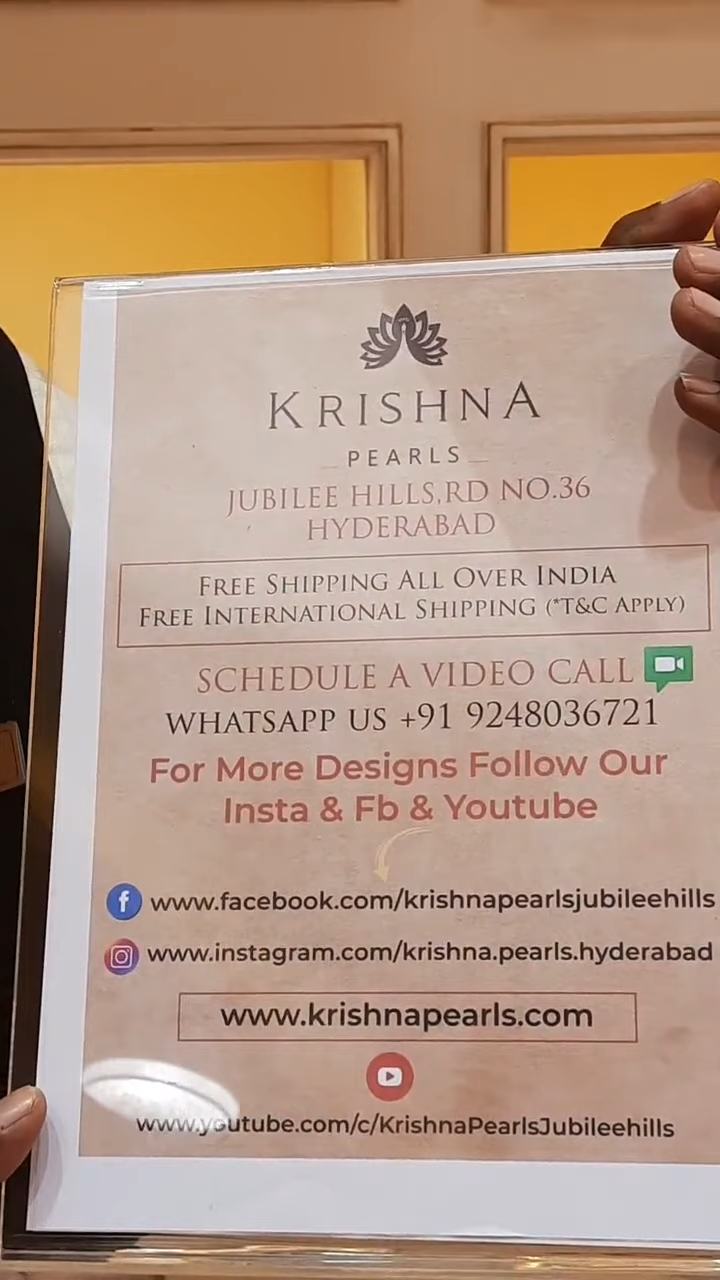 KRISHNA
PEARLS
JUBILEE HILLS,RD NO.36
HYDERABAD
FREE SHIPPING ALL OVER INDIA
FREE INTERNATIONAL SHIPPING (*T&C APPLY)
SCHEDULE A VIDEO CALL
WHATSAPP US +91 9248036721
For More Designs Follow Our
Insta & Fb & Youtube
www.facebook.com/krishnapearlsjubileehills
www.instagram.com/krishna.pearls.hyderabad
www.krishnapearls.com
www.youtube.com/c/KrishnaPearlsJubileehills